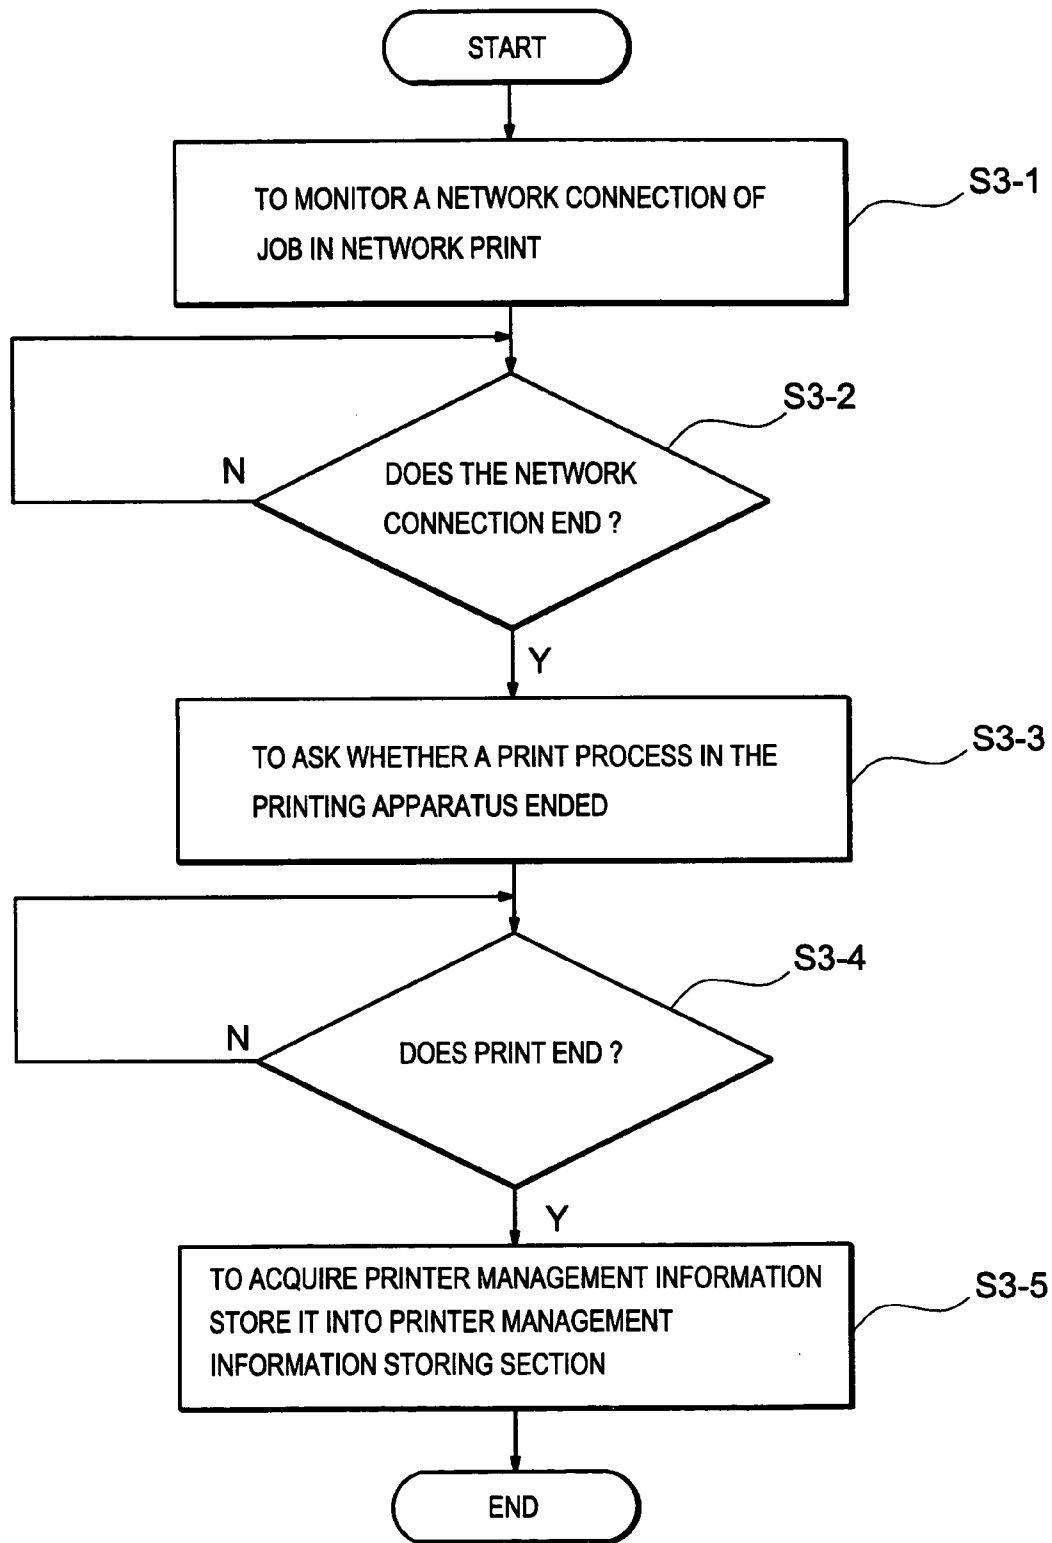 START
TO MONITOR A NETWORK CONNECTION OF
JOB IN NETWORK PRINT
S3-1
S3-2
N
DOES THE NETWORK
CONNECTION END ?
Y
TO ASK WHETHER A PRINT PROCESS IN THE
PRINTING APPARATUS ENDED
S3-3
S3-4
N
DOES PRINT END ?
Y
TO ACQUIRE PRINTER MANAGEMENT INFORMATION
STORE IT INTO PRINTER MANAGEMENT
INFORMATION STORING SECTION
S3-5
END